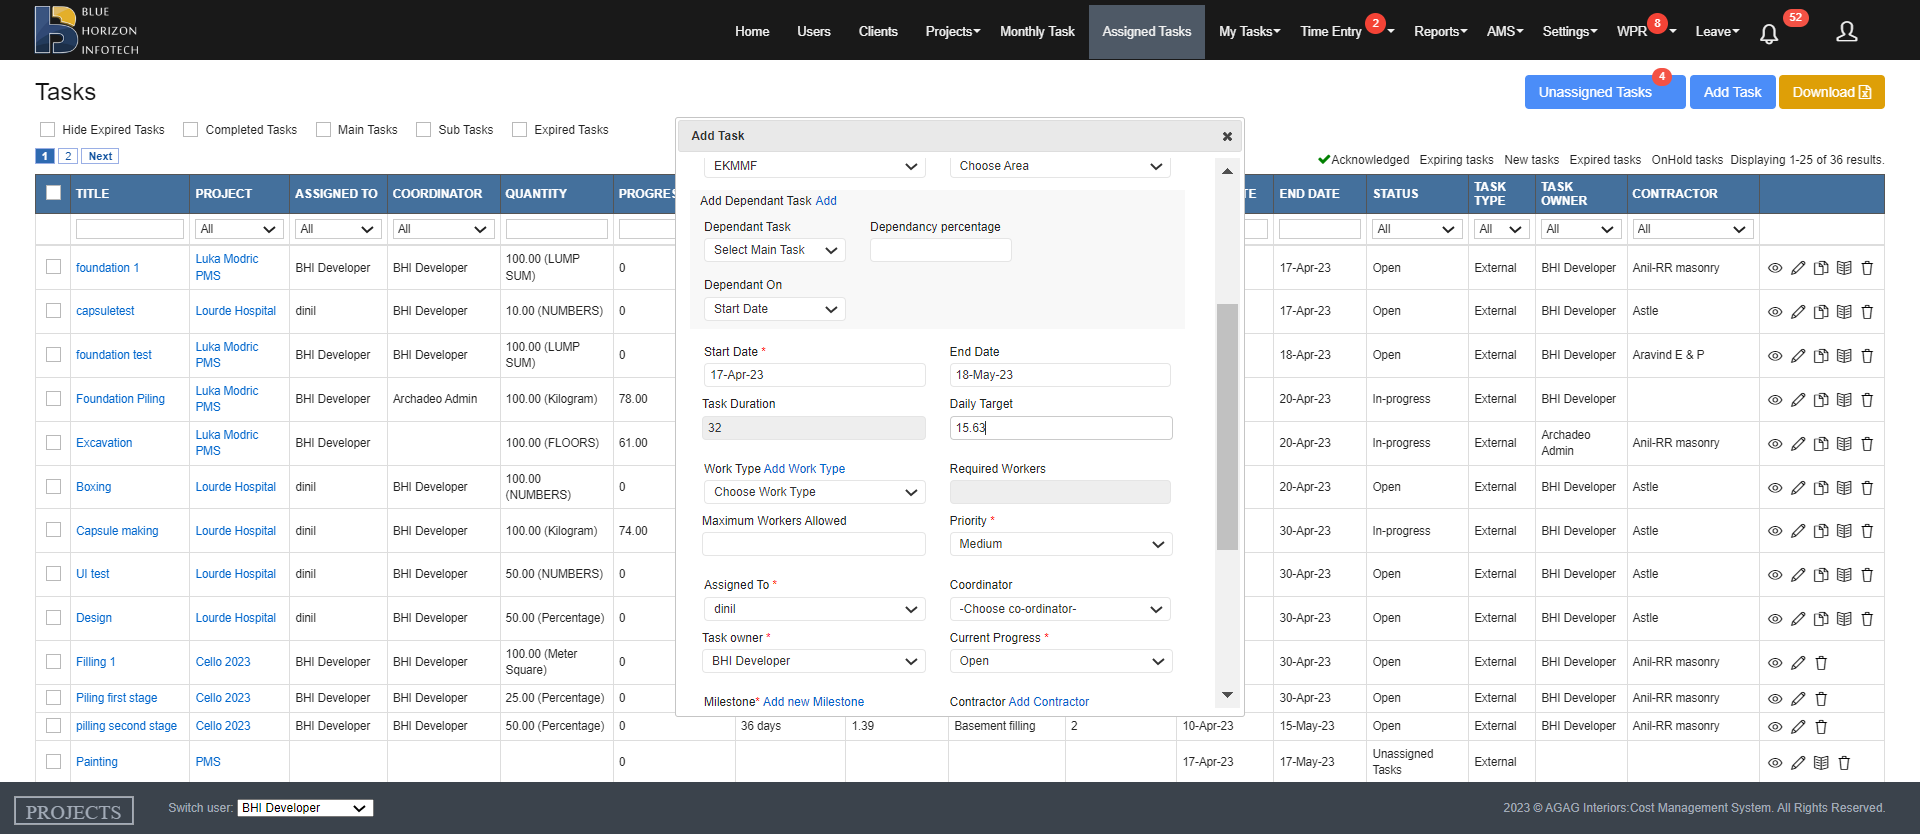 BLUE
HORIZON
INFOTECH
Home Users Clients Projects Monthly Task Assigned Tasks My Tasks Time Entry 2 Reports AMS Settings WPR 8 Leave 52
Tasks
Unassigned Tasks 4 Add Task Download
Hide Expired Tasks Completed Tasks Main Tasks Sub Tasks Expired Tasks
1 2 Next
Acknowledged Expiring tasks New tasks Expired tasks OnHold tasks Displaying 1-25 of 36 results.
TITLE PROJECT ASSIGNED TO COORDINATOR QUANTITY PROGRES TE END DATE STATUS TASK TYPE TASK OWNER CONTRACTOR
All All All All All All All
foundation 1 Luka Modric PMS BHI Developer BHI Developer 100.00 (LUMP SUM) 0 17-Apr-23 Open External BHI Developer Anil-RR masonry
capsuletest Lourde Hospital dinil BHI Developer 10.00 (NUMBERS) 0 17-Apr-23 Open External BHI Developer Astle
foundation test Luka Modric PMS BHI Developer BHI Developer 100.00 (LUMP SUM) 0 18-Apr-23 Open External BHI Developer Aravind E & P
Foundation Piling Luka Modric PMS BHI Developer Archadeo Admin 100.00 (Kilogram) 78.00 20-Apr-23 In-progress External BHI Developer
Excavation Luka Modric PMS BHI Developer 100.00 (FLOORS) 61.00 20-Apr-23 In-progress External Archadeo Admin Anil-RR masonry
Boxing Lourde Hospital dinil BHI Developer 100.00 (NUMBERS) 0 20-Apr-23 Open External BHI Developer Astle
Capsule making Lourde Hospital dinil BHI Developer 100.00 (Kilogram) 74.00 30-Apr-23 In-progress External BHI Developer Astle
UI test Lourde Hospital dinil BHI Developer 50.00 (NUMBERS) 0 30-Apr-23 Open External BHI Developer Astle
Design Lourde Hospital dinil BHI Developer 50.00 (Percentage) 0 30-Apr-23 Open External BHI Developer Astle
Filling 1 Cello 2023 BHI Developer BHI Developer 100.00 (Meter Square) 0 30-Apr-23 Open External BHI Developer Anil-RR masonry
Piling first stage Cello 2023 BHI Developer BHI Developer 25.00 (Percentage) 0 30-Apr-23 Open External BHI Developer Anil-RR masonry
pilling second stage Cello 2023 BHI Developer BHI Developer 50.00 (Percentage) 0 36 days 1.39 Basement filling 2 10-Apr-23 15-May-23 Open External BHI Developer Anil-RR masonry
Painting PMS 0 17-Apr-23 17-May-23 Unassigned Tasks External
Add Task
EKMMF Choose Area
Add Dependant Task Add
Dependant Task Dependancy percentage
Select Main Task
Dependant On
Start Date
Start Date * End Date
17-Apr-23 18-May-23
Task Duration Daily Target
32 15.63
Work Type Add Work Type Required Workers
Choose Work Type
Maximum Workers Allowed Priority *
Medium
Assigned To * Coordinator
dinil -Choose co-ordinator-
Task owner * Current Progress *
BHI Developer Open
Milestone* Add new Milestone Contractor Add Contractor
PROJECTS Switch user: BHI Developer 2023 © AGAG Interiors:Cost Management System. All Rights Reserved.